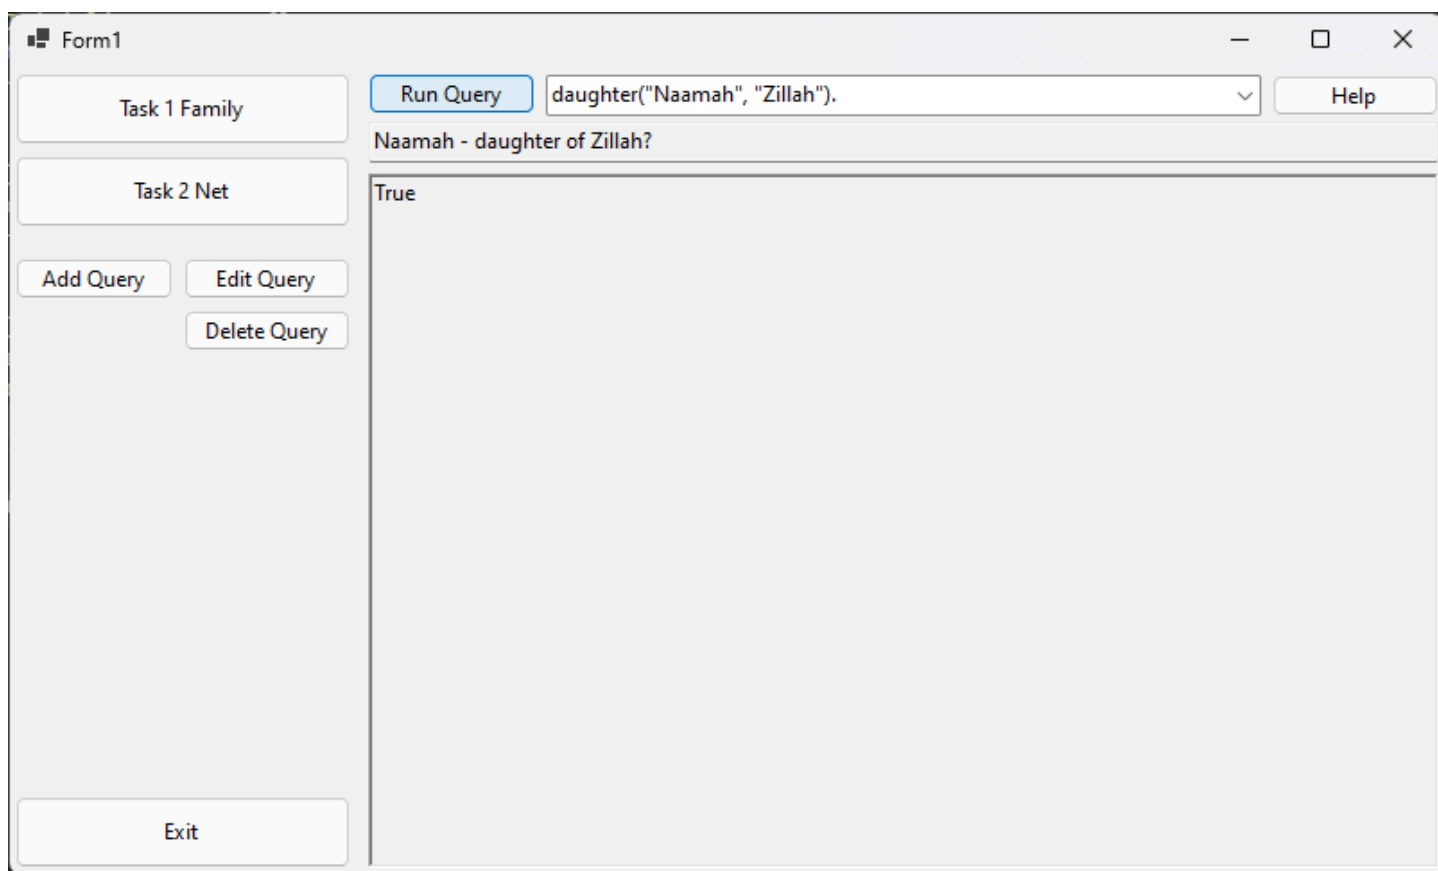 Form1
Task 1 Family
Run Query
daughter("Naamah", "Zillah").
Help
Naamah - daughter of Zillah?
Task 2 Net
True
Add Query
Edit Query
Delete Query
Exit